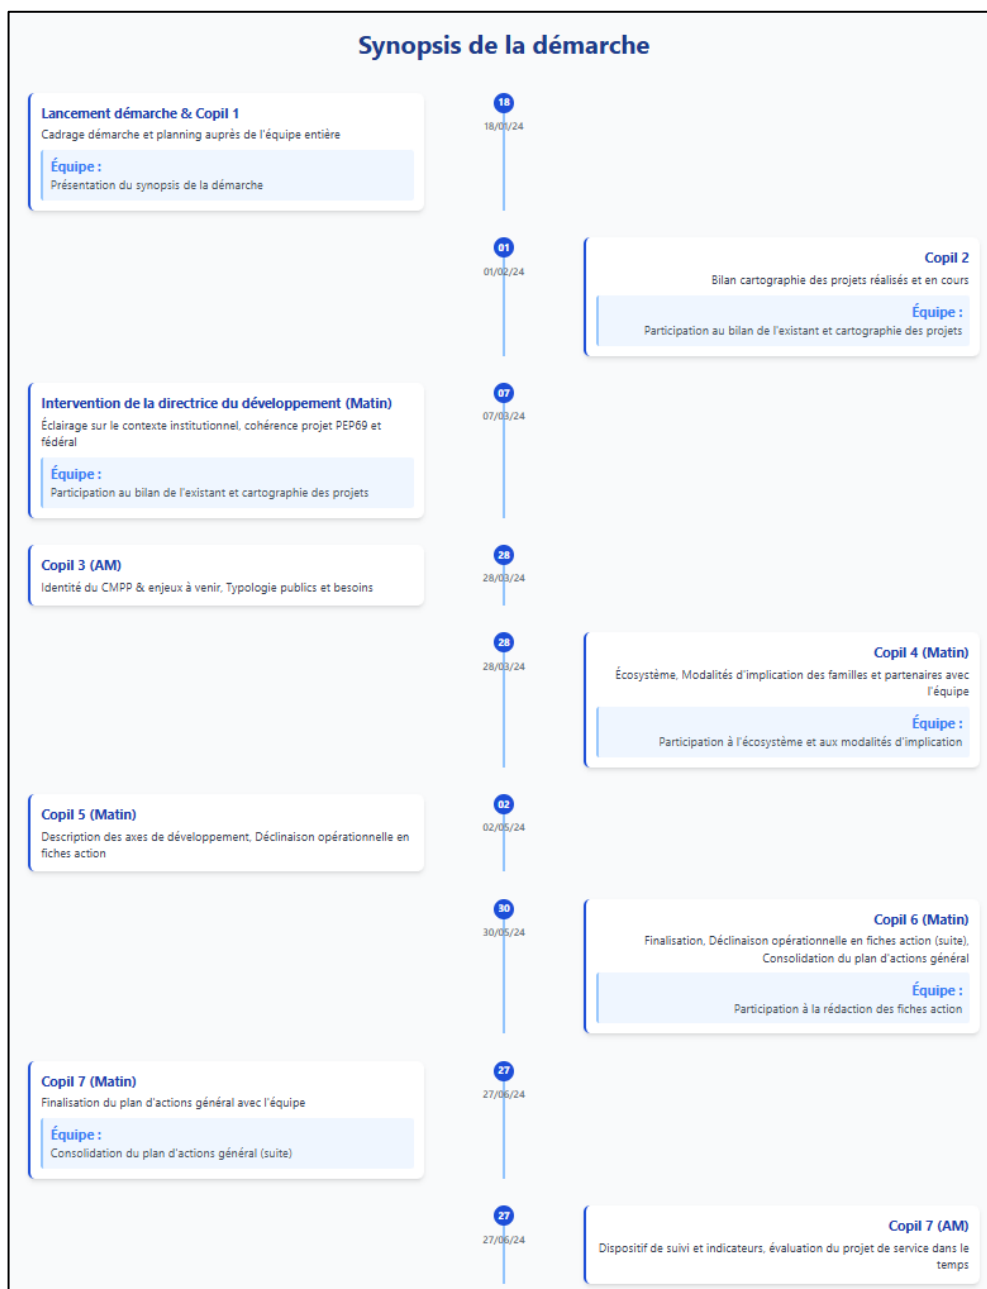 Synopsis de la démarche
Lancement démarche & Copil 1
Cadrage démarche et planning auprès de l'équipe entière
Équipe :
Présentation du synopsis de la démarche
18
18/01/24
01
01/02/24
Copil 2
Bilan cartographie des projets réalisés et en cours
Équipe :
Participation au bilan de l'existant et cartographie des projets
Intervention de la directrice du développement (Matin)
Éclairage sur le contexte institutionnel, cohérence projet PEP69 et
fédéral
Équipe :
Participation au bilan de l'existant et cartographie des projets
07
07/03/24
Copil 3 (AM)
Identité du CMPP & enjeux à venir, Typologie publics et besoins
28
28/03/24
28
28/03/24
Copil 4 (Matin)
Écosystème, Modalités d'implication des familles et partenaires avec
l'équipe
Équipe :
Participation à l'écosystème et aux modalités d'implication
Copil 5 (Matin)
Description des axes de développement, Déclinaison opérationnelle en
fiches action
02
02/05/24
30
30/05/24
Copil 6 (Matin)
Finalisation, Déclinaison opérationnelle en fiches action (suite),
Consolidation du plan d'actions général
Équipe :
Participation à la rédaction des fiches action
Copil 7 (Matin)
Finalisation du plan d'actions général avec l'équipe
Équipe :
Consolidation du plan d'actions général (suite)
27
27/06/24
27
27/06/24
Copil 7 (AM)
Dispositif de suivi et indicateurs, évaluation du projet de service dans le
temps